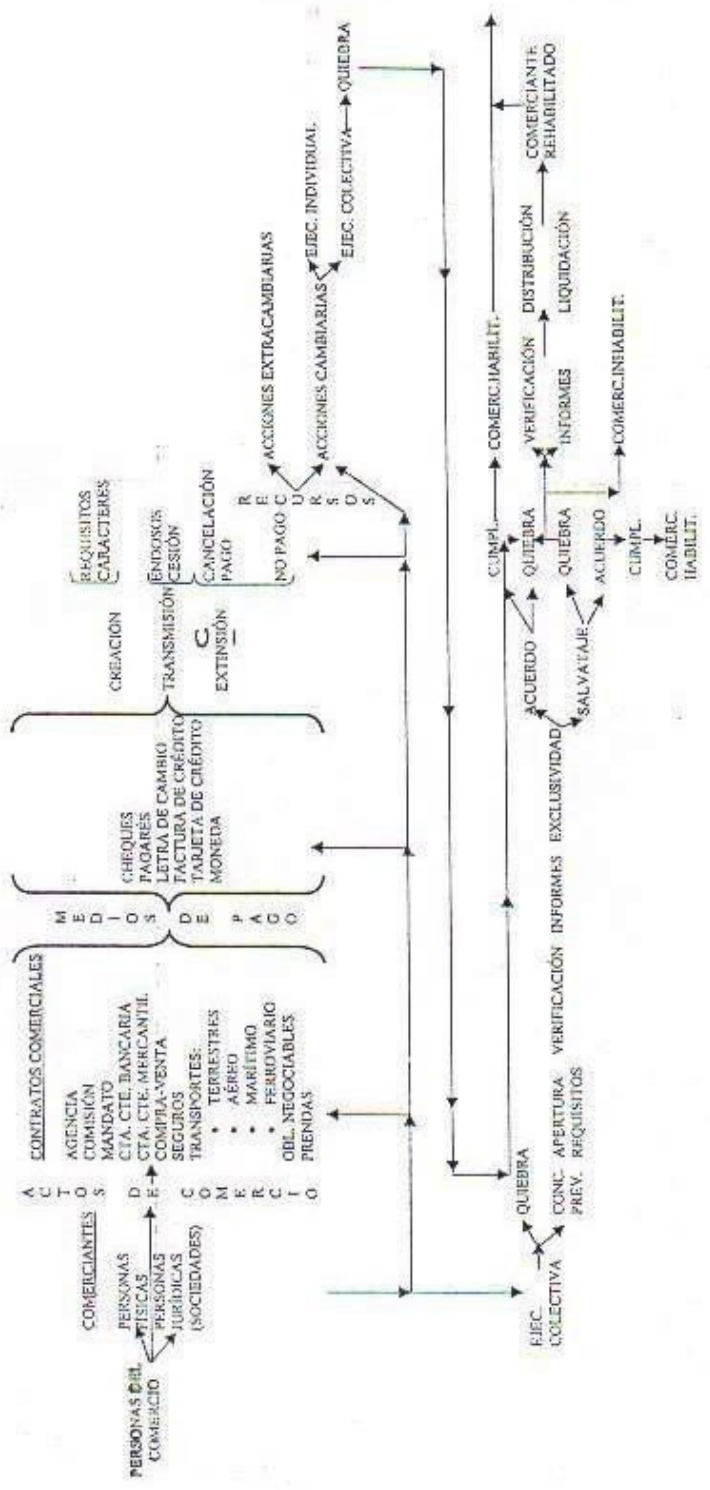 PERSONAS DEL
COMERCIO
COMERCIANTES
PERSONAS
FÍSICAS
PERSONAS
JURÍDICAS
(SOCIEDADES)
ACTOS
DE
COMERCIO
CONTRATOS COMERCIALES
AGENCIA
COMISIÓN
MANDATO
CTA. CTE. BANCARIA
CTA. CTE. MERCANTIL
COMPRA-VENTA
SEGUROS
TRANSPORTES:
• TERRESTRES
• AÉREO
• MARÍTIMO
• FERROVIARIO
OBL. NEGOCIABLES
PRENDAS
MEDIOS
DE
PAGO
CHEQUES
PAGARÉS
LETRA DE CAMBIO
FACTURA DE CRÉDITO
TARJETA DE CRÉDITO
MONEDA
CREACIÓN
TRANSMISIÓN
C
EXTINSIÓN
REQUISITOS
CARACTERES
ENDOSOS
CESIÓN
CANCELACIÓN
PAGO
NO PAGO
RECURSOS
ACCIONES EXTRACAMBIARIAS
ACCIONES CAMBIARIAS
EJEC. INDIVIDUAL
EJEC. COLECTIVA
QUIEBRA
EJEC.
COLECTIVA
QUIEBRA
CONC.
PREV.
APERTURA
REQUISITOS
VERIFICACIÓN
INFORMES
EXCLUSIVIDAD
ACUERDO
SALVATAJE
CUMPL.
QUIEBRA
QUIEBRA
ACUERDO
CUMPL.
COMERC.
HABILIT.
COMERC.HABILIT.
VERIFICACIÓN
INFORMES
COMERC.INHABILIT.
DISTRIBUCIÓN
LIQUIDACIÓN
COMERCIANTE
REHABILITADO